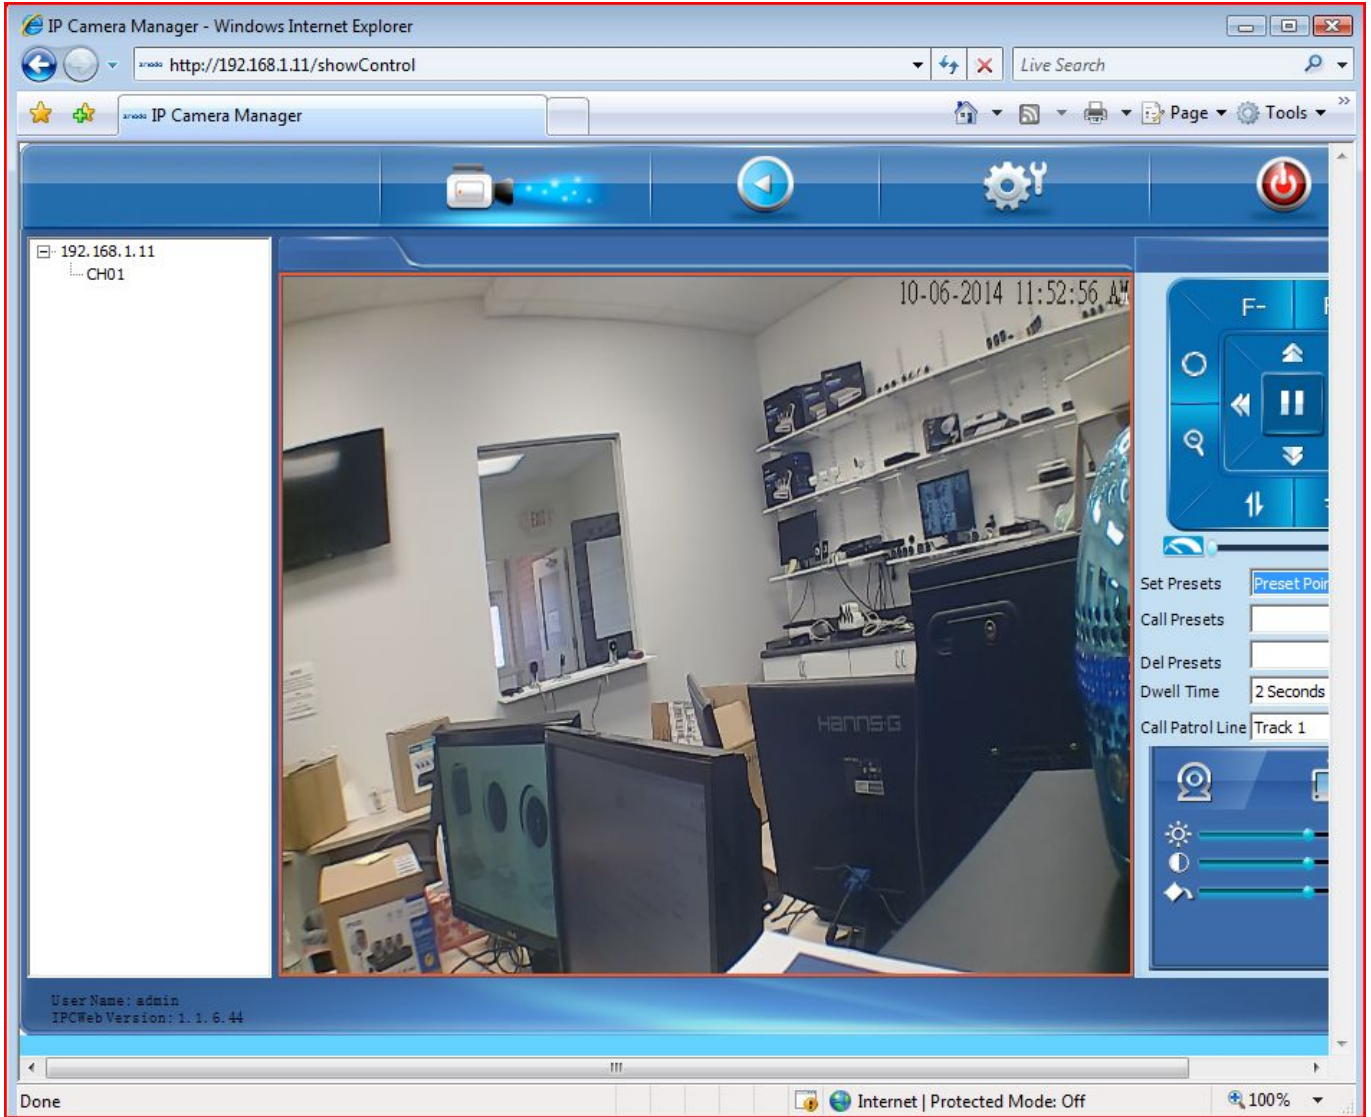 IP Camera Manager - Windows Internet Explorer
http://192.168.1.11/showControl
Live Search
IP Camera Manager
Page
Tools
192.168.1.11
CH01
10-06-2014 11:52:56 AM
F-
EXIT
HANNS-G
Set Presets
Preset Poin
Call Presets
Del Presets
Dwell Time
2 Seconds
Call Patrol Line
Track 1
User Name: admin
IPCWeb Version: 1.1.6.44
Done
Internet | Protected Mode: Off
100%